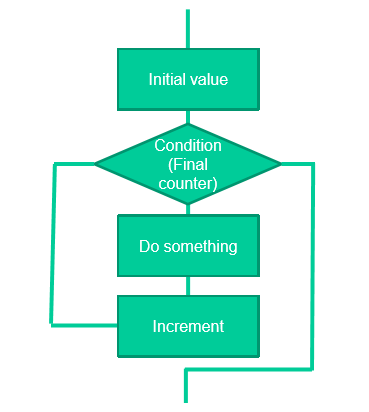 Initial value
Condition
(Final
counter)
Do something
Increment